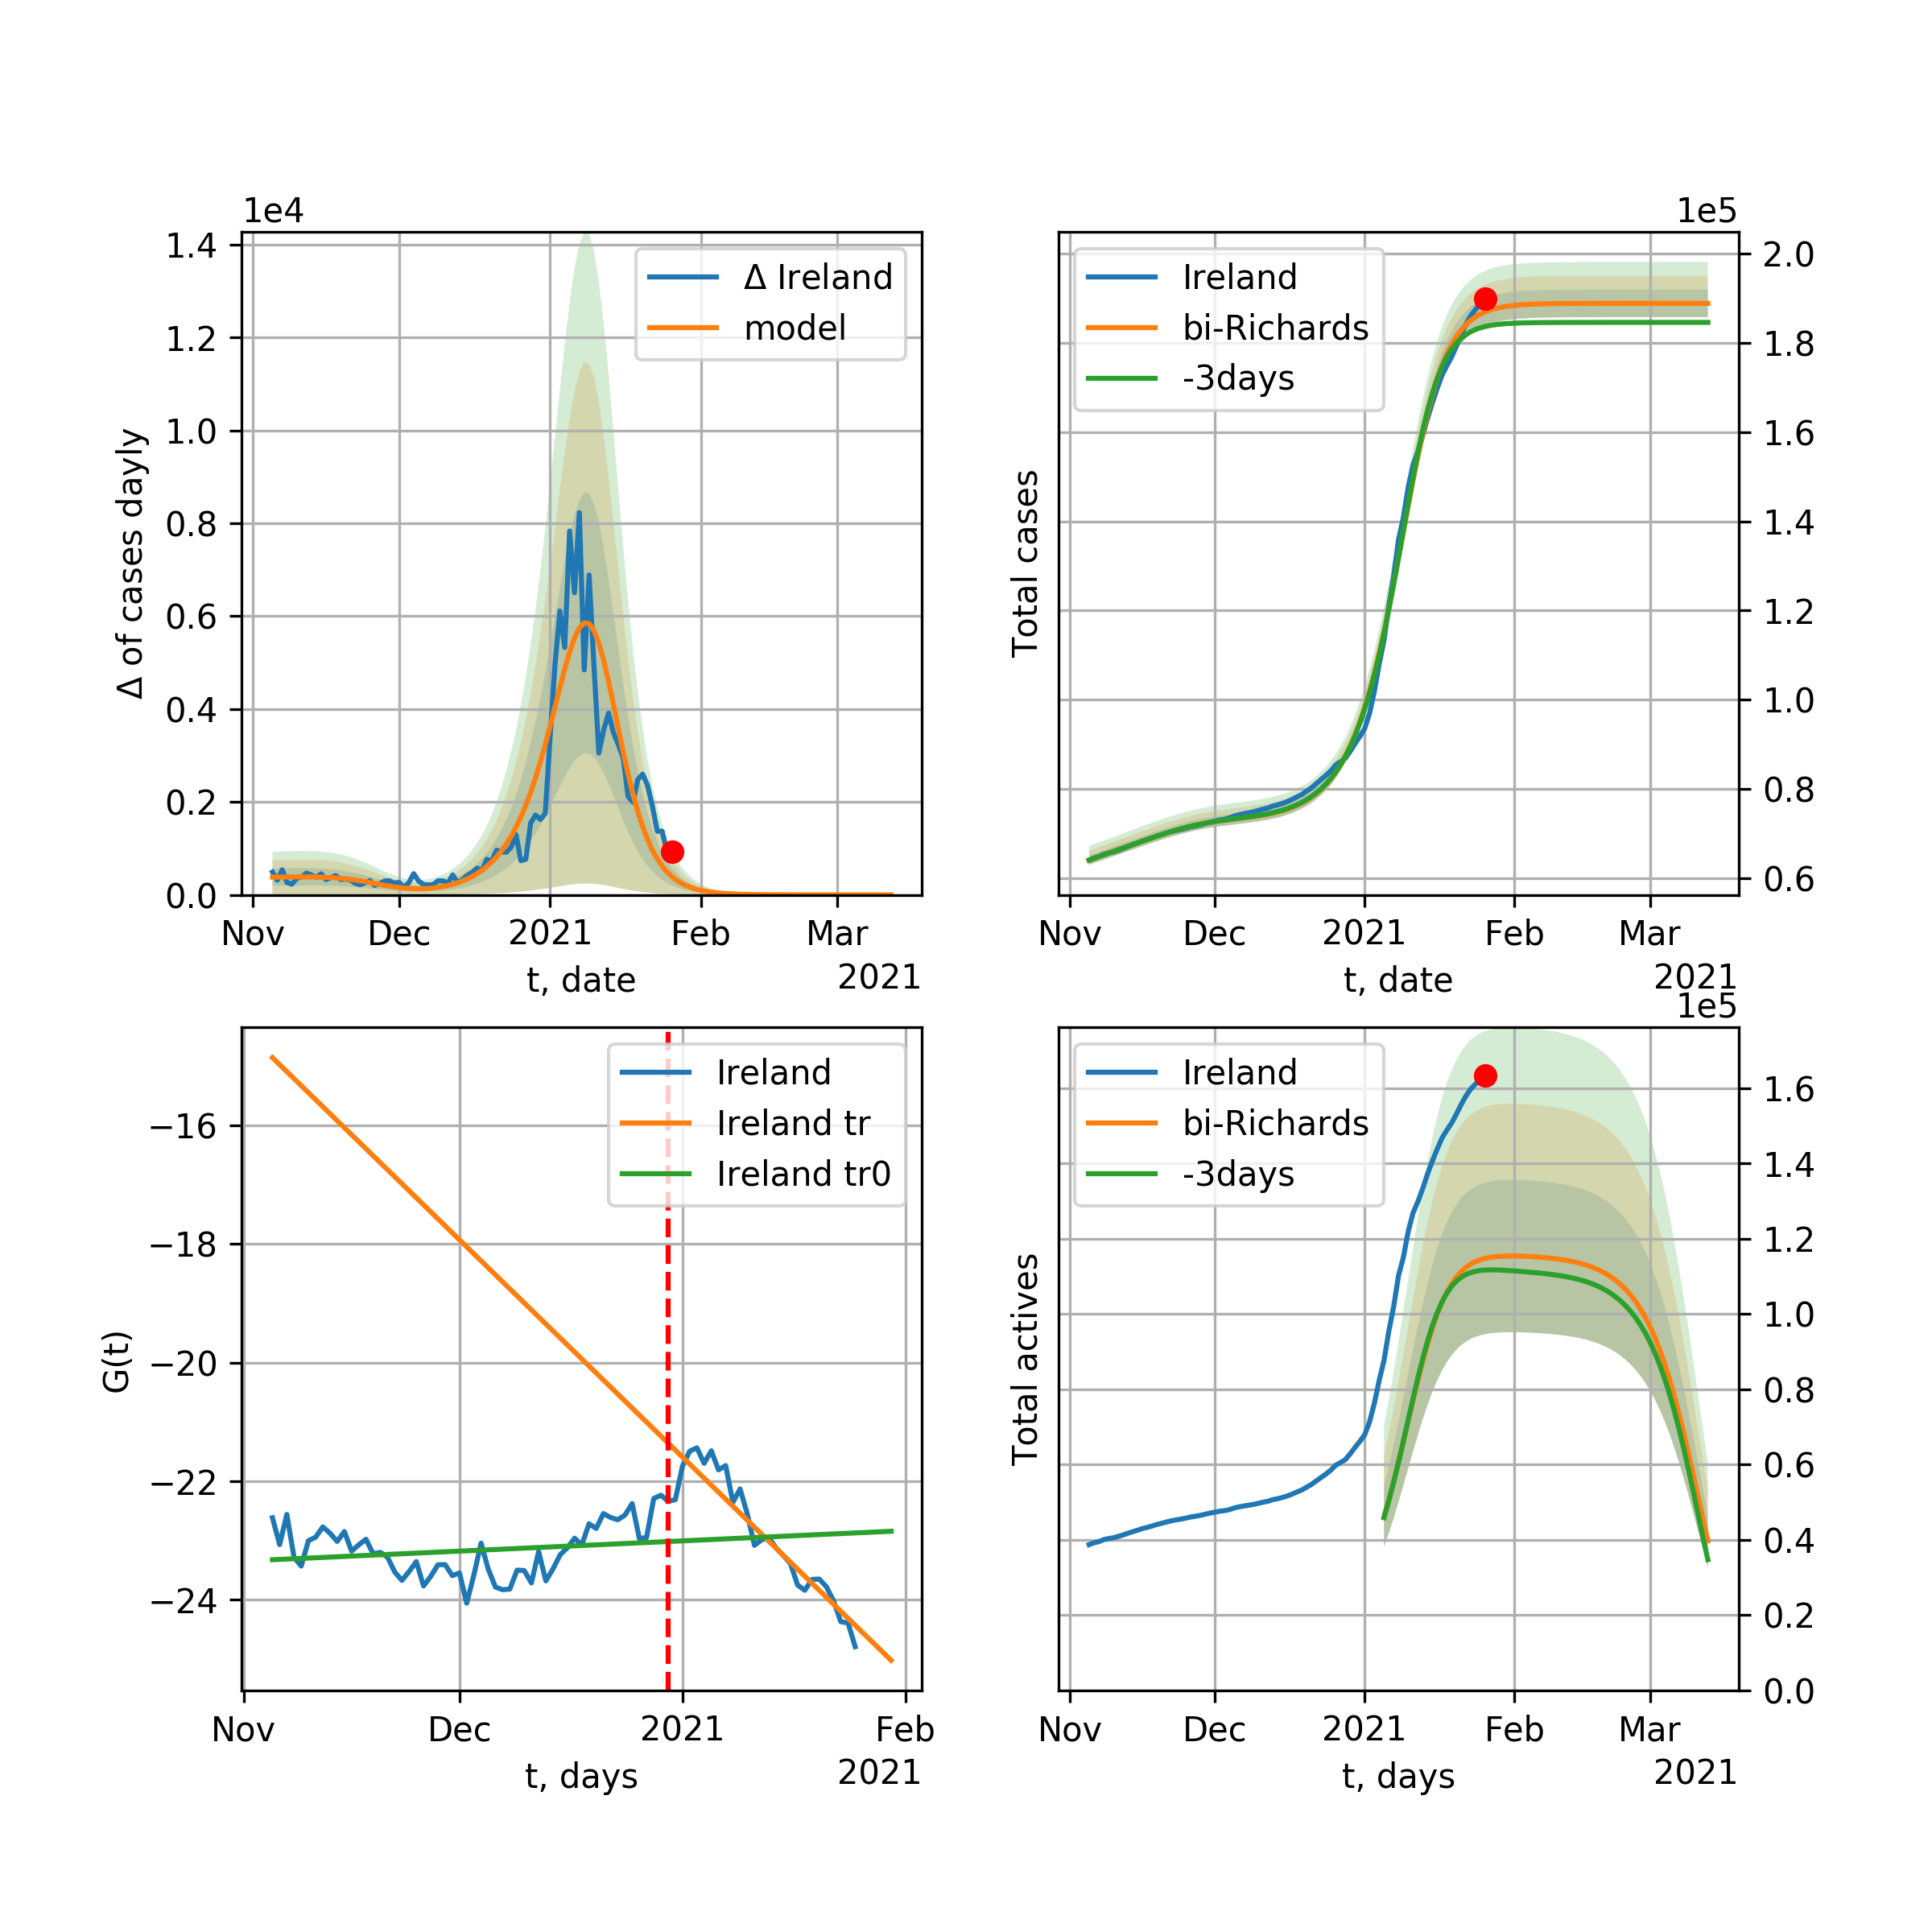 1e4
1.4
1.2
1.0
0.8
0.6
0.4
0.2
0.0
Δ of cases dayly
Δ Ireland
model
Nov Dec 2021 Feb Mar
t, date
2021
1e5
Total cases
Ireland
bi-Richards
-3days
2.0
1.8
1.6
1.4
1.2
1.0
0.8
0.6
Nov Dec 2021 Feb Mar
t, date
2021
G(t)
−16
−18
−20
−22
−24
Ireland
Ireland tr
Ireland tr0
Nov Dec 2021 Feb
t, days
2021
1e5
Total actives
Ireland
bi-Richards
-3days
1.6
1.4
1.2
1.0
0.8
0.6
0.4
0.2
0.0
Nov Dec 2021 Feb Mar
t, days
2021